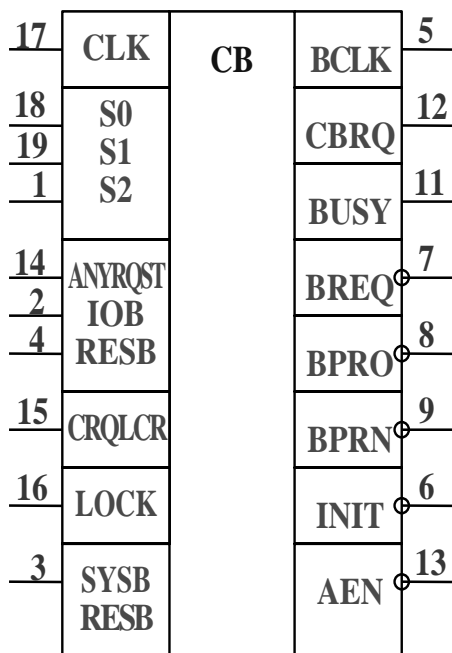 17 CLK CB BCLK 5
18 S0 CBRQ 12
19 S1
1 S2 BUSY 11
14 ANYRQST BREQ 7
2 IOB
4 RESB BPRO 8
15 CRQLCR BPRN 9
16 LOCK INIT 6
3 SYSB AEN 13
RESB